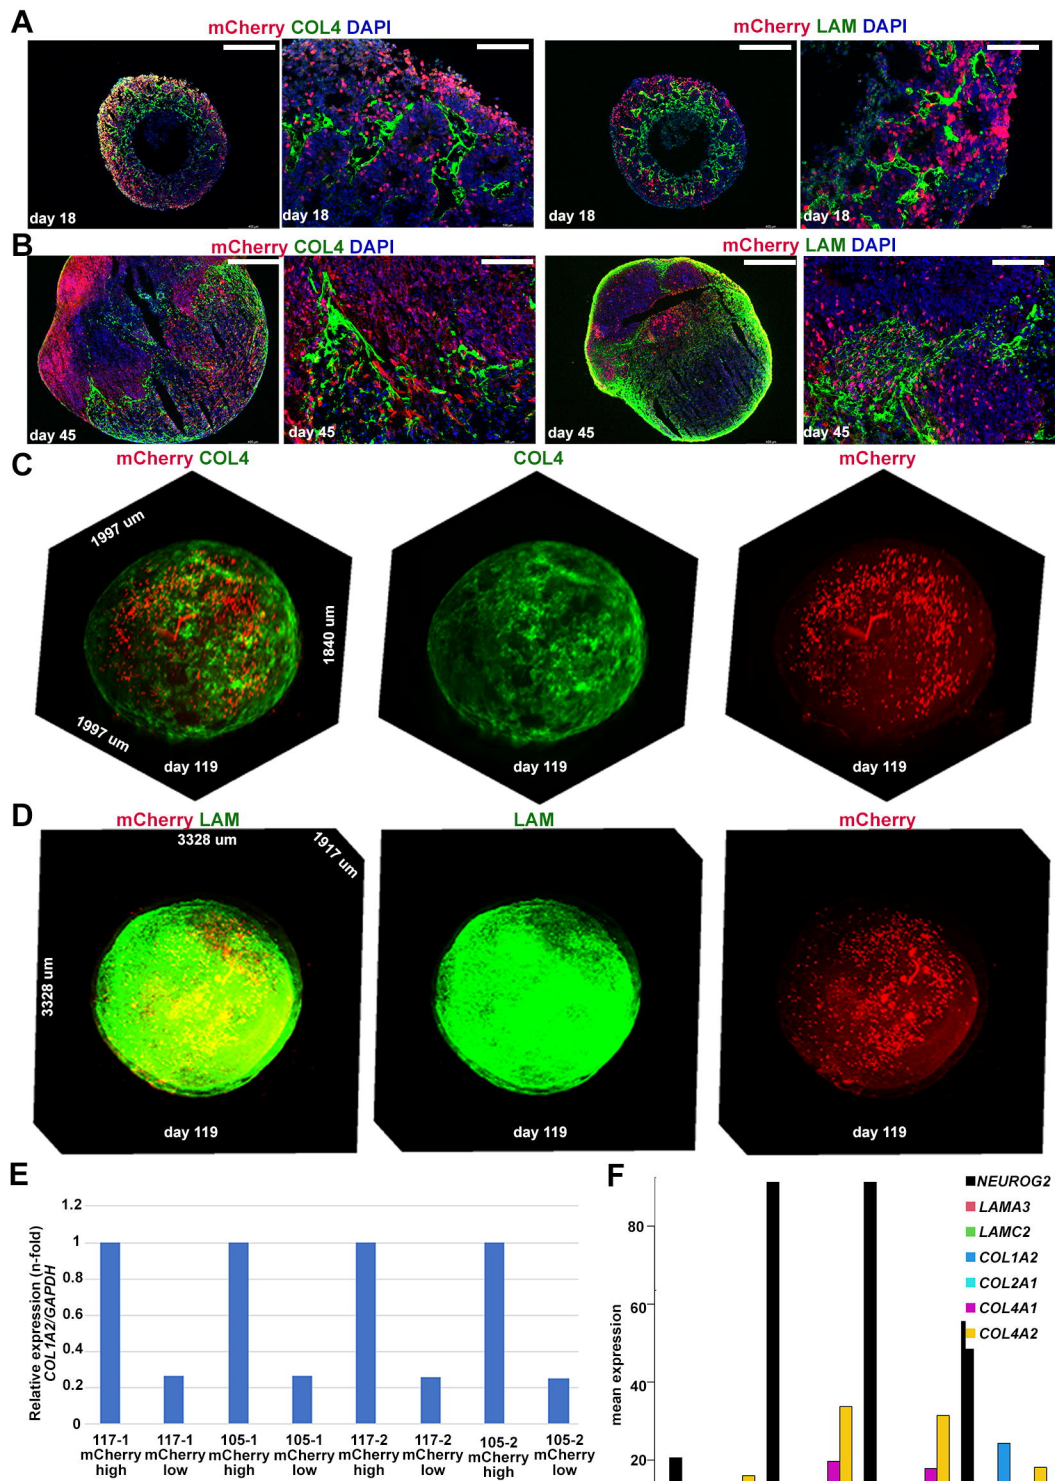 A
mCherry COL4 DAPI
mCherry LAM DAPI
day 18
day 18
day 18
day 18
B
mCherry COL4 DAPI
mCherry LAM DAPI
day 45
day 45
day 45
day 45
C
mCherry COL4
COL4
mCherry
1997 um
1840 um
1997 um
day 119
day 119
day 119
D
mCherry LAM
LAM
mCherry
3328 um
1917 um
3328 um
day 119
day 119
day 119
E
Relative expression (n-fold)
COL1A2/GAPDH
1.2
1
0.8
0.6
0.4
0.2
0
117-1 mCherry high
117-1 mCherry low
105-1 mCherry high
105-1 mCherry low
117-2 mCherry high
117-2 mCherry low
105-2 mCherry high
105-2 mCherry low
F
mean expression
80
60
40
20
NEUROG2
LAMA3
LAMC2
COL1A2
COL2A1
COL4A1
COL4A2